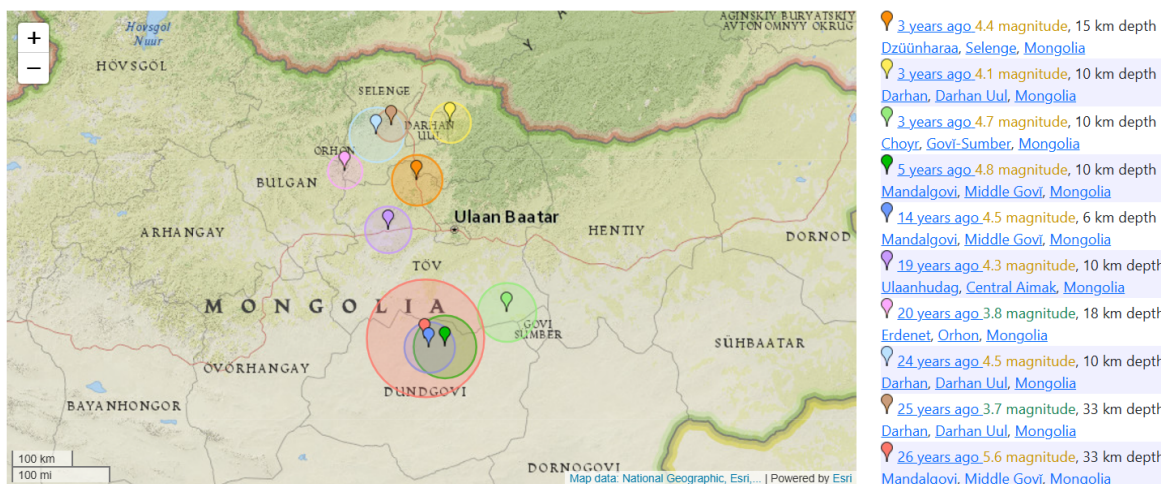 +
−
Hövsgöl
Nuur
HÖVSGÖL
AGINSKIY BURYATSKIY
AVTONOMNYY OKRUG
Y
SELENGE
DARHAN
UUL
ORHON
BULGAN
Ulaan Baatar
ARHANGAY
HENTIY
DORNOD
TÖV
MONGOLIA
GOVI
SUMBER
SÜHBAATAR
ÖVÖRHANGAY
DUNDGOVI
BAYANHONGOR
DORNOGOVI
100 km
100 mi
Map data: National Geographic, Esri,... | Powered by Esri
3 years ago 4.4 magnitude, 15 km depth
Dzüünharaa, Selenge, Mongolia
3 years ago 4.1 magnitude, 10 km depth
Darhan, Darhan Uul, Mongolia
3 years ago 4.7 magnitude, 10 km depth
Choyr, Govĭ-Sumber, Mongolia
5 years ago 4.8 magnitude, 10 km depth
Mandalgovi, Middle Govĭ, Mongolia
14 years ago 4.5 magnitude, 6 km depth
Mandalgovi, Middle Govĭ, Mongolia
19 years ago 4.3 magnitude, 10 km depth
Ulaanhudag, Central Aimak, Mongolia
20 years ago 3.8 magnitude, 18 km depth
Erdenet, Orhon, Mongolia
24 years ago 4.5 magnitude, 10 km depth
Darhan, Darhan Uul, Mongolia
25 years ago 3.7 magnitude, 33 km depth
Darhan, Darhan Uul, Mongolia
26 years ago 5.6 magnitude, 33 km depth
Mandalgovi, Middle Govĭ, Mongolia